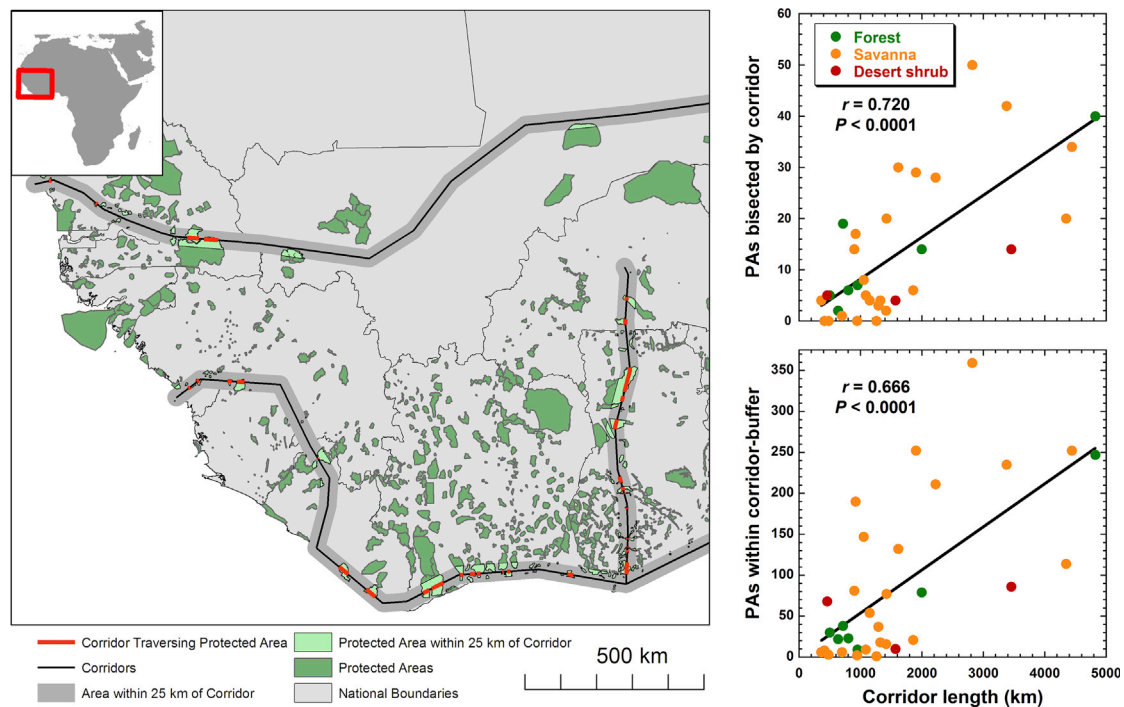 Corridor Traversing Protected Area
Corridors
Area within 25 km of Corridor
Protected Area within 25 km of Corridor
Protected Areas
National Boundaries
500 km
60
50
40
30
20
10
0
PAs bisected by corridor
Forest
Savanna
Desert shrub
r = 0.720
P < 0.0001
350
300
250
200
150
100
50
0
PAs within corridor-buffer
r = 0.666
P < 0.0001
0 1000 2000 3000 4000 5000
Corridor length (km)